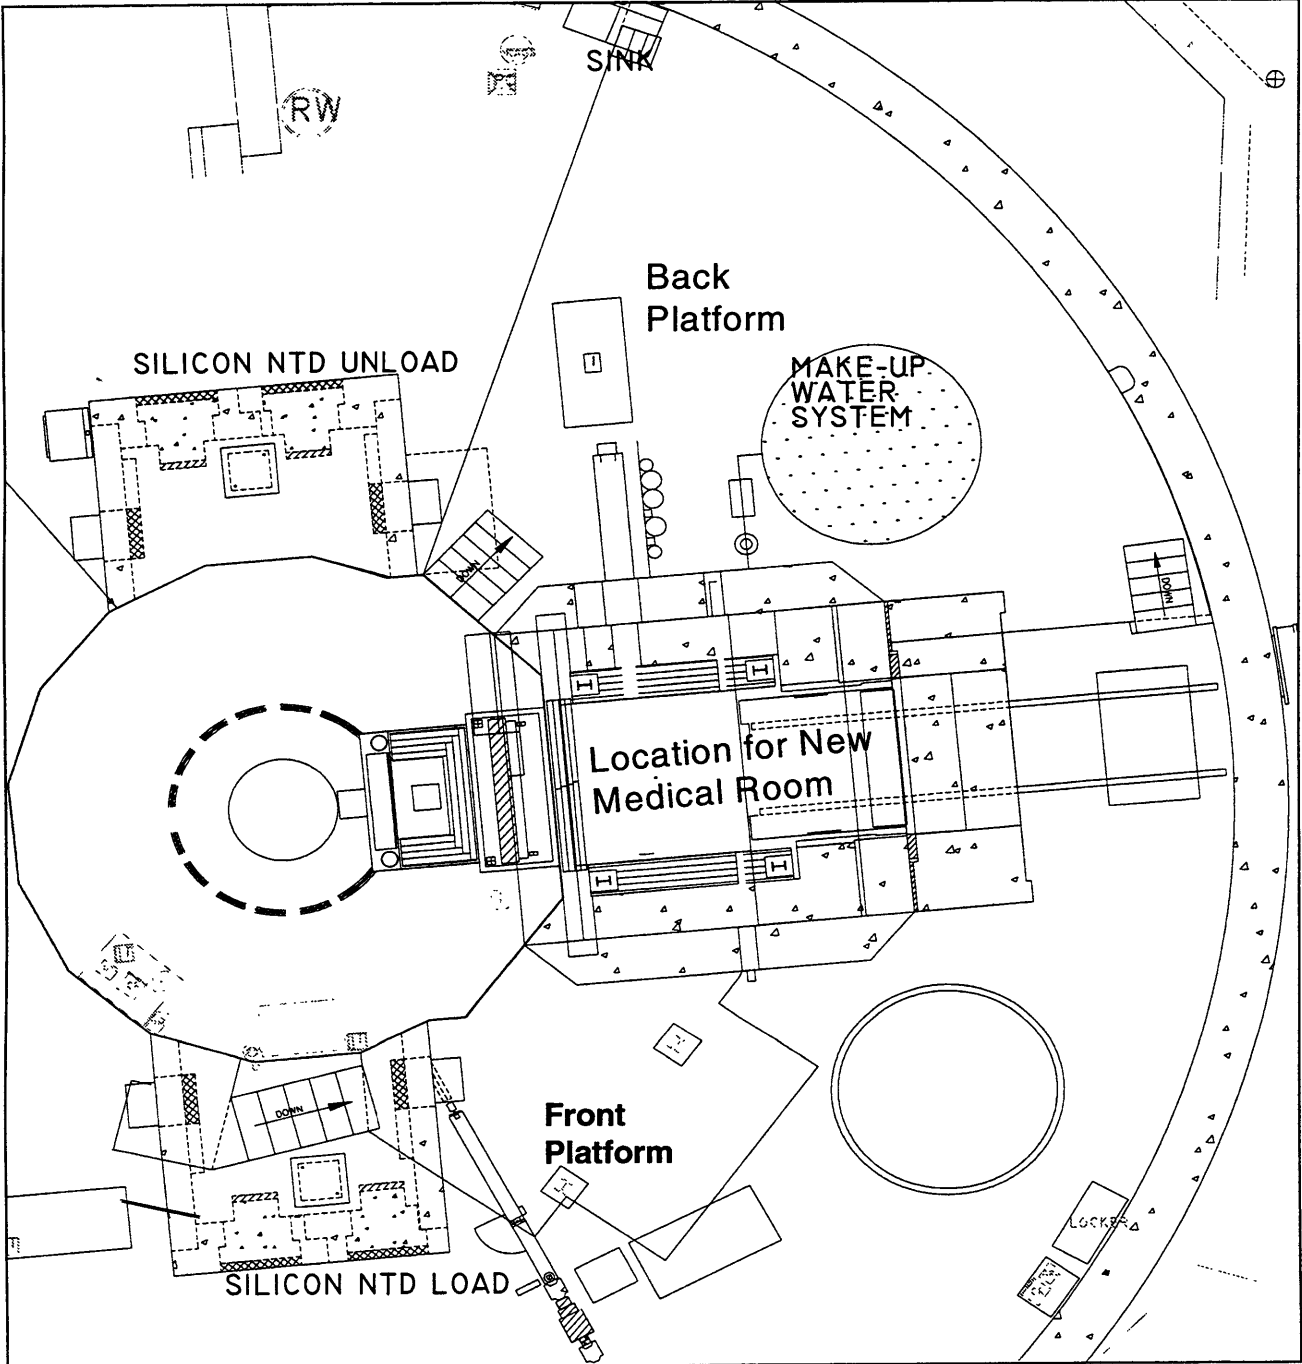 SINK
RW
Back
Platform
SILICON NTD UNLOAD
MAKE-UP
WATER
SYSTEM
DOWN
DOWN
I
I
Location for New
Medical Room
I
I
DOWN
Front
Platform
LOCKER
SILICON NTD LOAD